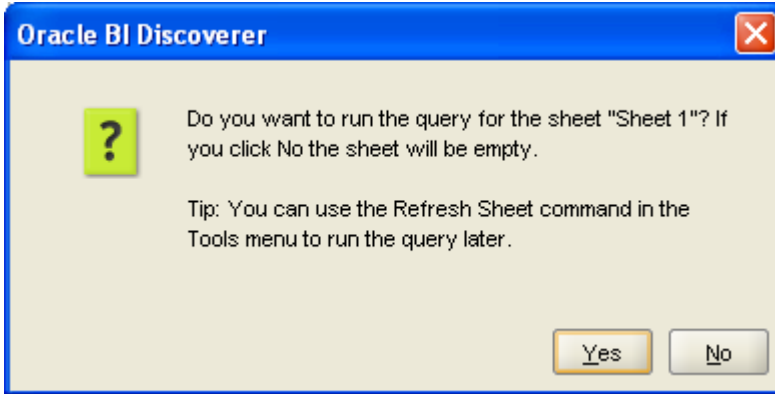 Oracle BI Discoverer
?
Do you want to run the query for the sheet "Sheet 1"? If
you click No the sheet will be empty.
Tip: You can use the Refresh Sheet command in the
Tools menu to run the query later.
Yes
No